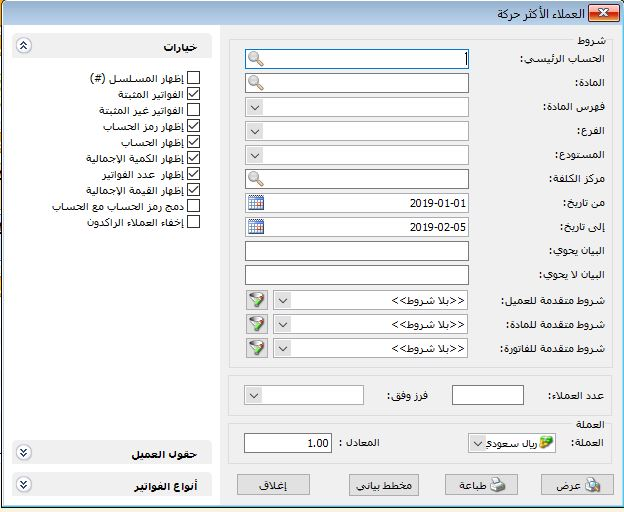 العملاء الأكثر حركة
شروط
الحساب الرئيسي:
المادة:
فهرس المادة:
الفرع:
المستودع:
مركز الكلفة:
من تاريخ: 2019-01-01
إلى تاريخ: 2019-02-05
البيان يحوي:
البيان لا يحوي:
شروط متقدمة للعميل: <<بلا شروط>>
شروط متقدمة للمادة: <<بلا شروط>>
شروط متقدمة للفاتورة: <<بلا شروط>>
عدد العملاء: فرز وفق:
العملة
العملة: ريال سعودي المعادل : 1.00
عرض طباعة مخطط بياني إغلاق
خيارات
إظهار المسلسل (#)
الفواتير المثبتة
الفواتير غير المثبتة
إظهار رمز الحساب
إظهار الحساب
إظهار الكمية الإجمالية
إظهار عدد الفواتير
إظهار القيمة الإجمالية
دمج رمز الحساب مع الحساب
إخفاء العملاء الراكدون
حقول العميل
أنواع الفواتير